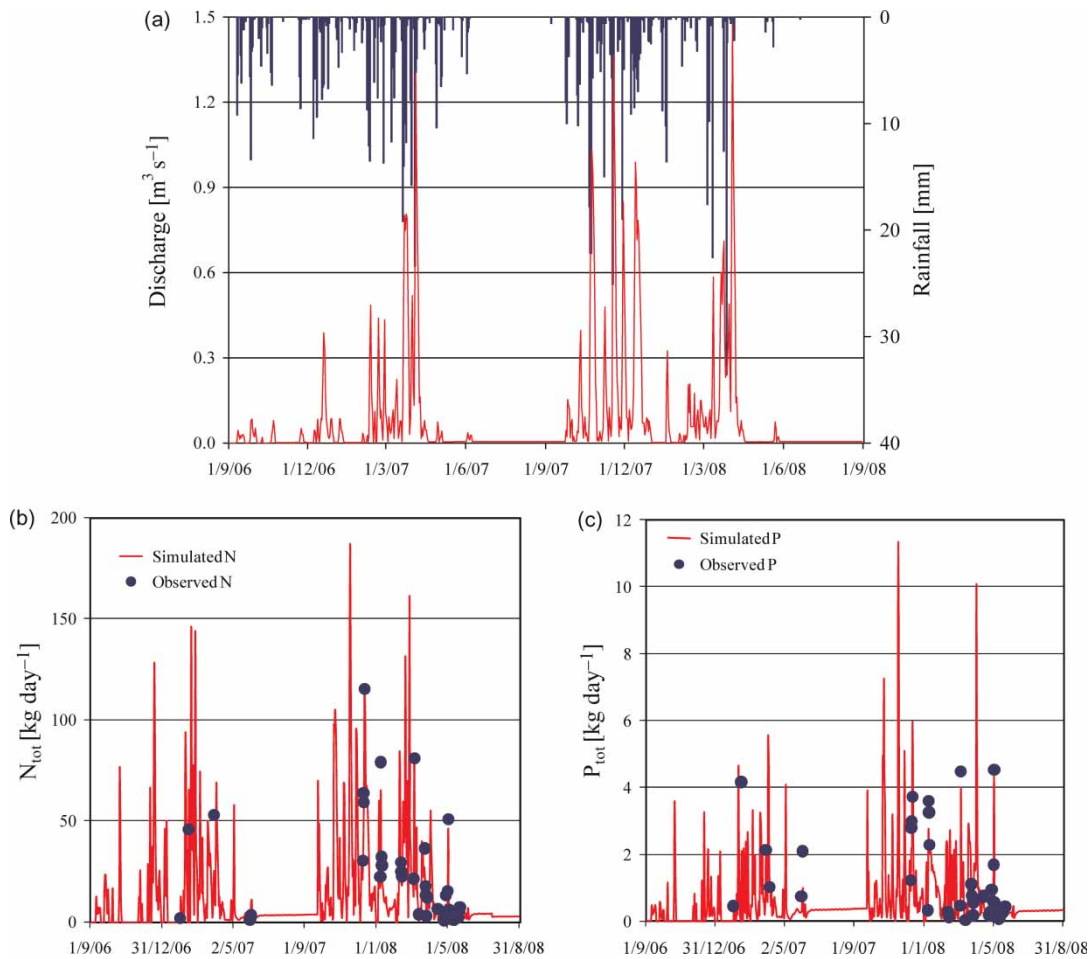 (a)
1.5
1.2
0.9
0.6
0.3
0.0
Discharge [m³ s⁻¹]
0
10
20
30
40
Rainfall [mm]
1/9/06 1/12/06 1/3/07 1/6/07 1/9/07 1/12/07 1/3/08 1/6/08 1/9/08
(b)
200
150
100
50
0
N_tot [kg day⁻¹]
Simulated N
Observed N
1/9/06 31/12/06 2/5/07 1/9/07 1/1/08 1/5/08 31/8/08
(c)
12
10
8
6
4
2
0
P_tot [kg day⁻¹]
Simulated P
Observed P
1/9/06 31/12/06 2/5/07 1/9/07 1/1/08 1/5/08 31/8/08